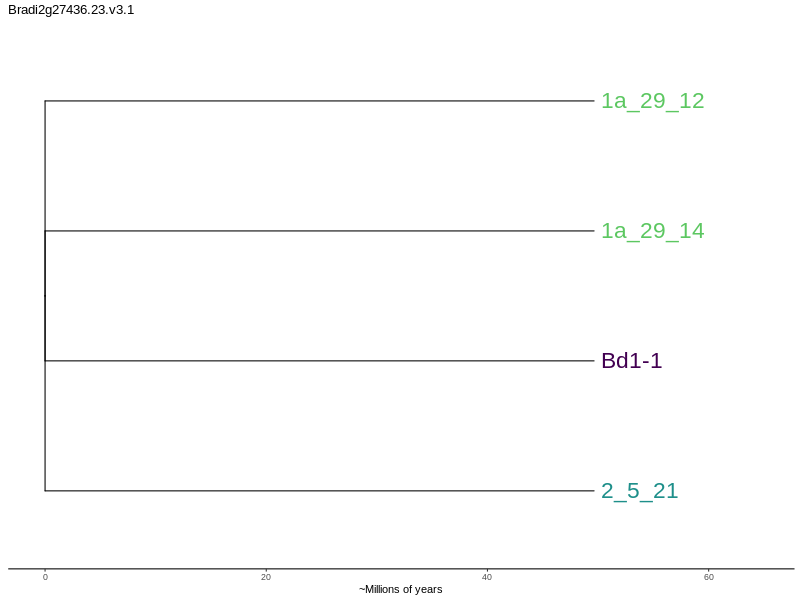 Bradi2g27436.23.v3.1
1a_29_12
1a_29_14
Bd1-1
2_5_21
0 20 40 60
~Millions of years